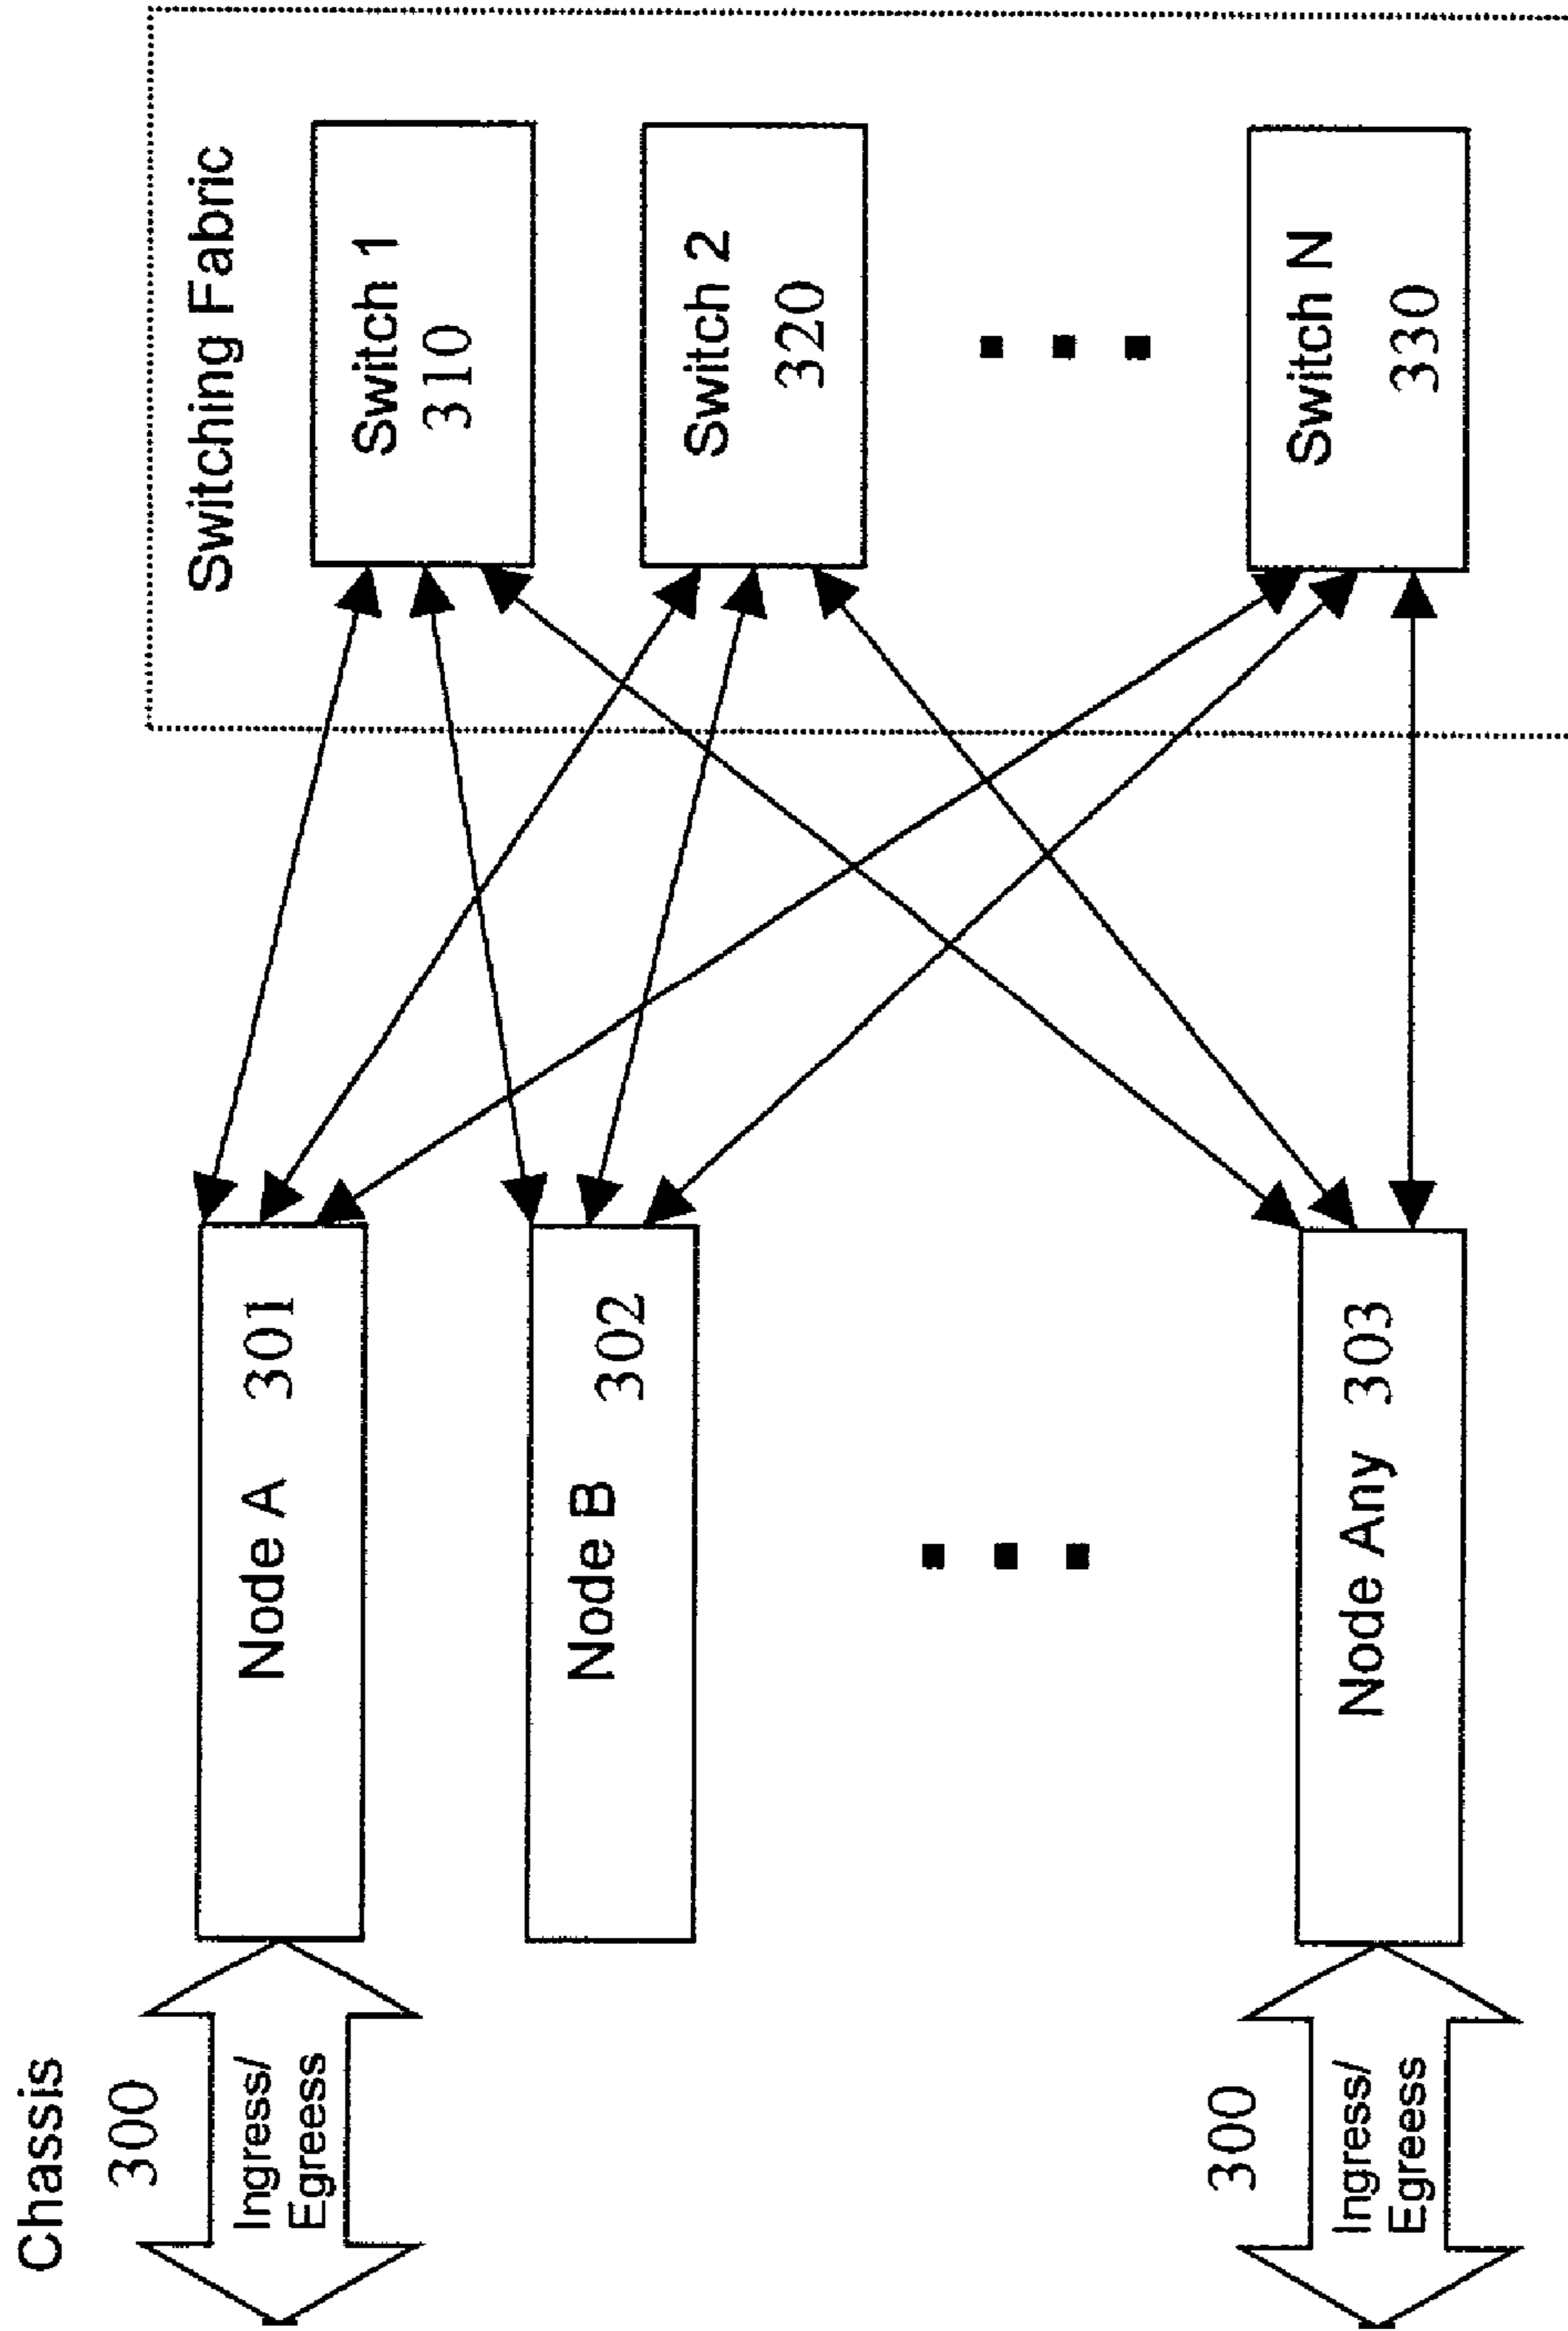 Chassis
300
Ingress/
Egreess
Node A 301
Node B 302
300
Ingress/
Egreess
Node Any 303
Switching Fabric
Switch 1
310
Switch 2
320
Switch N
330